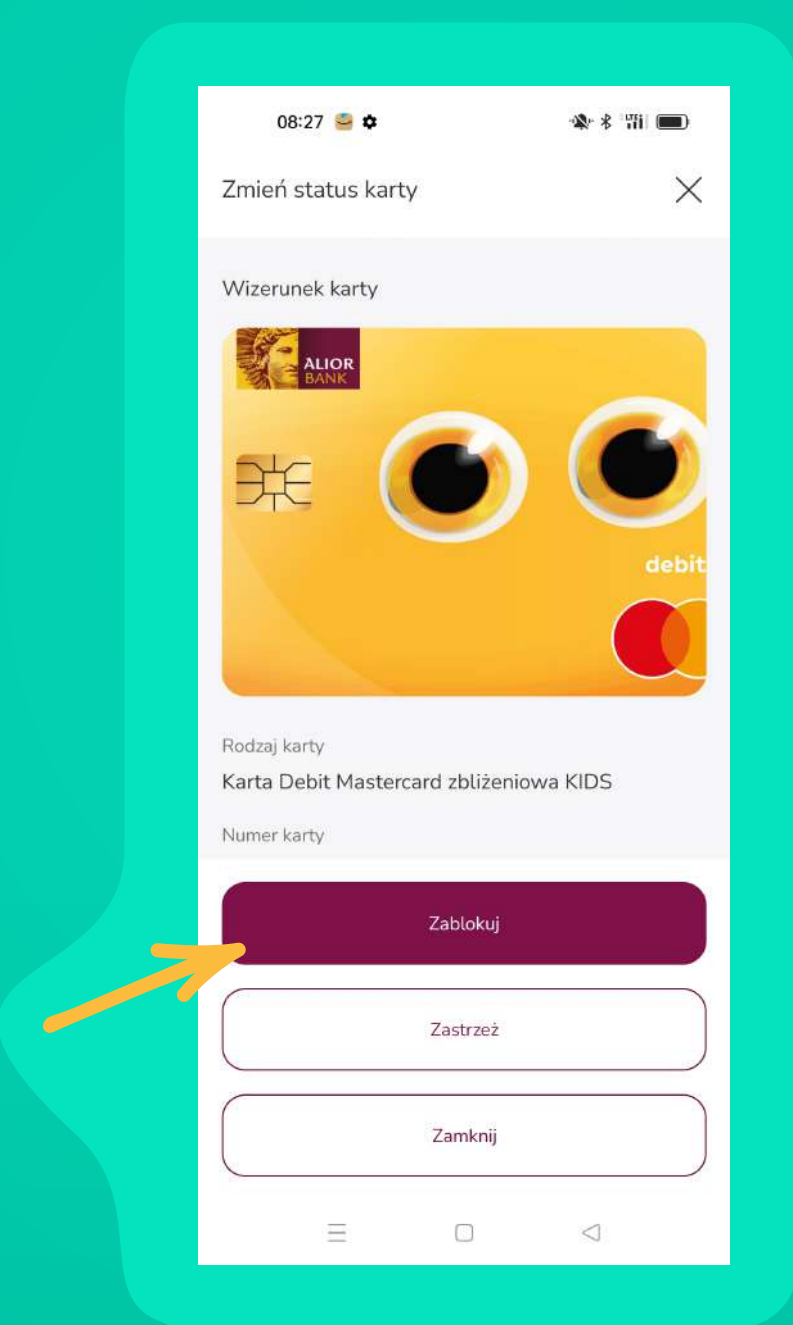 08:27
Zmień status karty
Wizerunek karty
ALIOR
BANK
debit
Rodzaj karty
Karta Debit Mastercard zbliżeniowa KIDS
Numer karty
Zablokuj
Zastrzeż
Zamknij